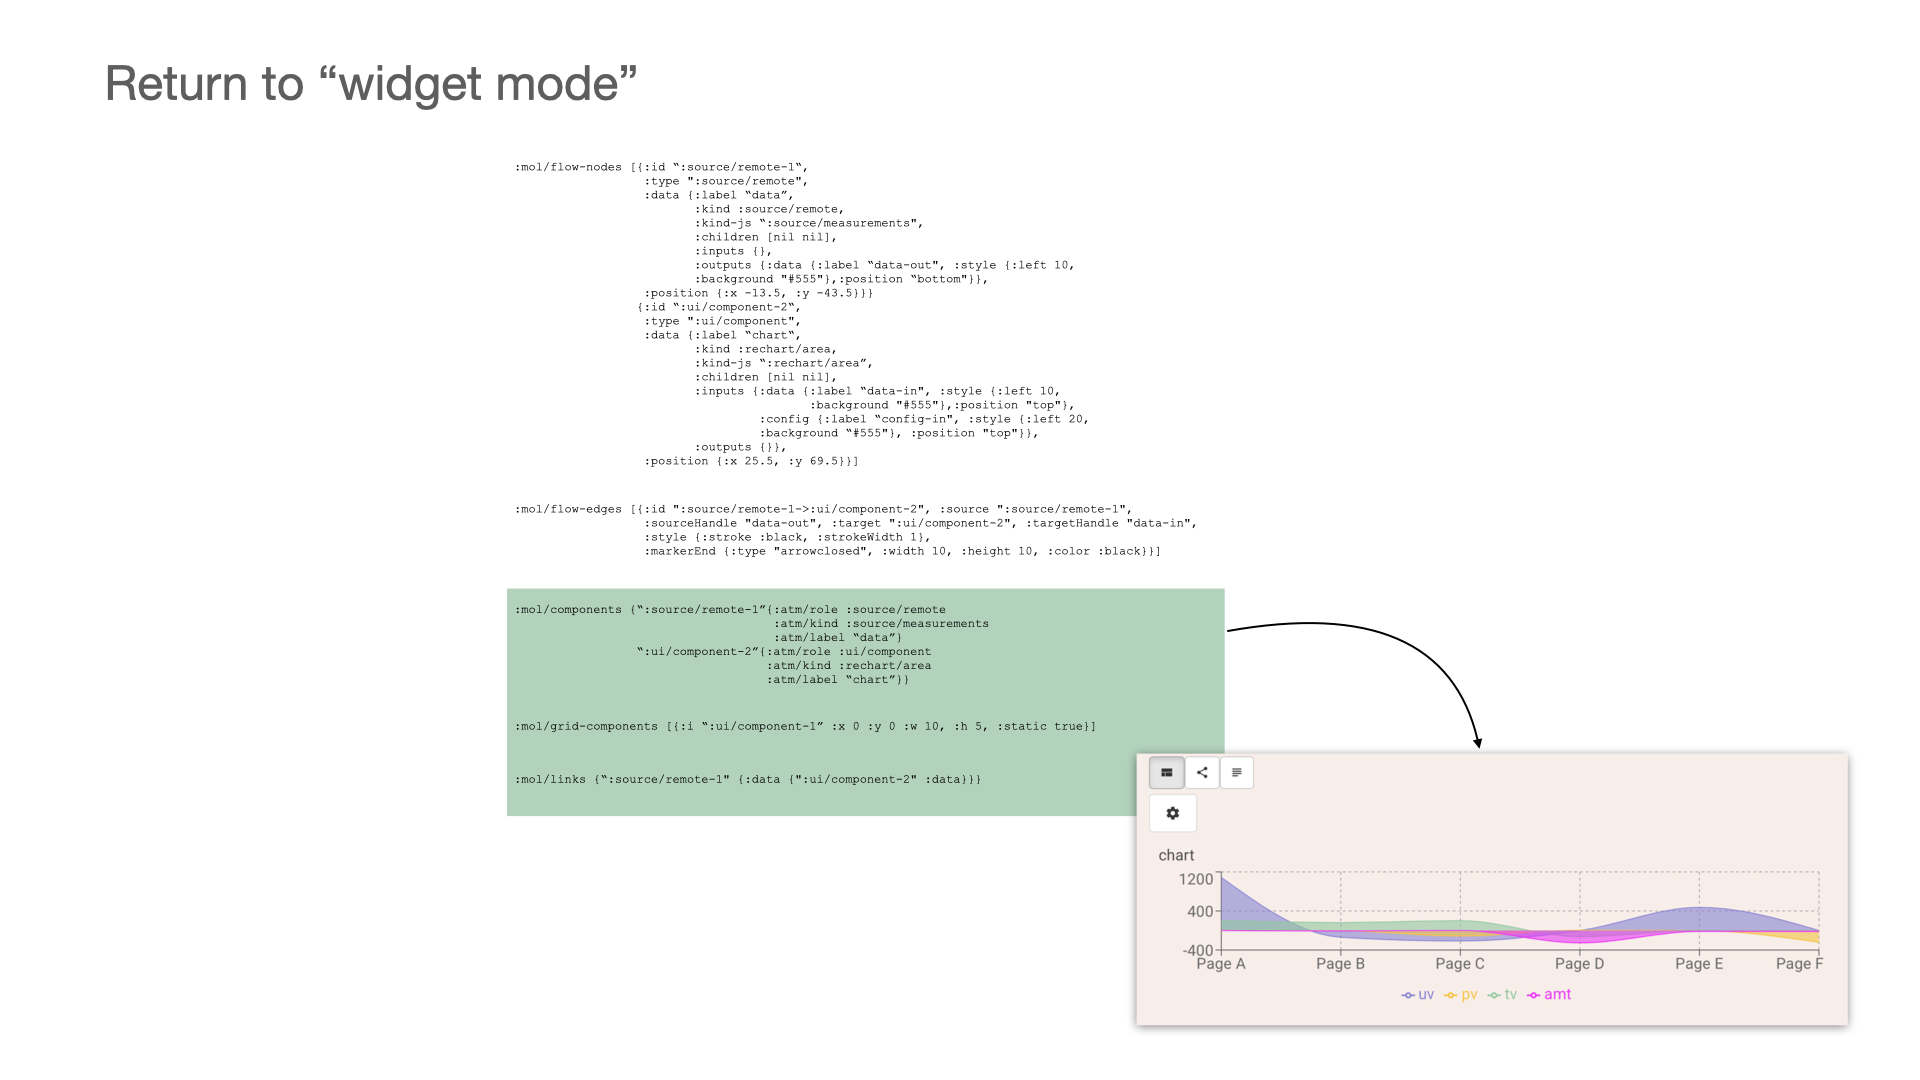 Return to “widget mode”
:mol/flow-nodes [{:id “:source/remote-1“,
:type ":source/remote",
:data {:label “data”,
:kind :source/remote,
:kind-js “:source/measurements",
:children [nil nil],
:inputs {},
:outputs {:data {:label “data-out", :style {:left 10,
:background "#555"},:position “bottom"}},
:position {:x -13.5, :y -43.5}}}
{:id “:ui/component-2“,
:type ":ui/component",
:data {:label “chart“,
:kind :rechart/area,
:kind-js “:rechart/area”,
:children [nil nil],
:inputs {:data {:label “data-in", :style {:left 10,
:background "#555"},:position "top"},
:config {:label “config-in", :style {:left 20,
:background “#555"}, :position "top"}},
:outputs {}},
:position {:x 25.5, :y 69.5}}]
:mol/flow-edges [{:id ":source/remote-1->:ui/component-2", :source ":source/remote-1",
:sourceHandle "data-out", :target ":ui/component-2", :targetHandle "data-in",
:style {:stroke :black, :strokeWidth 1},
:markerEnd {:type "arrowclosed", :width 10, :height 10, :color :black}}]
:mol/components {“:source/remote-1”{:atm/role :source/remote
:atm/kind :source/measurements
:atm/label “data”}
“:ui/component-2”{:atm/role :ui/component
:atm/kind :rechart/area
:atm/label “chart”}}
:mol/grid-components [{:i “:ui/component-1” :x 0 :y 0 :w 10, :h 5, :static true}]
:mol/links {“:source/remote-1" {:data {":ui/component-2" :data}}}
chart
1200
400
-400
Page A Page B Page C Page D Page E Page F
uv pv tv amt